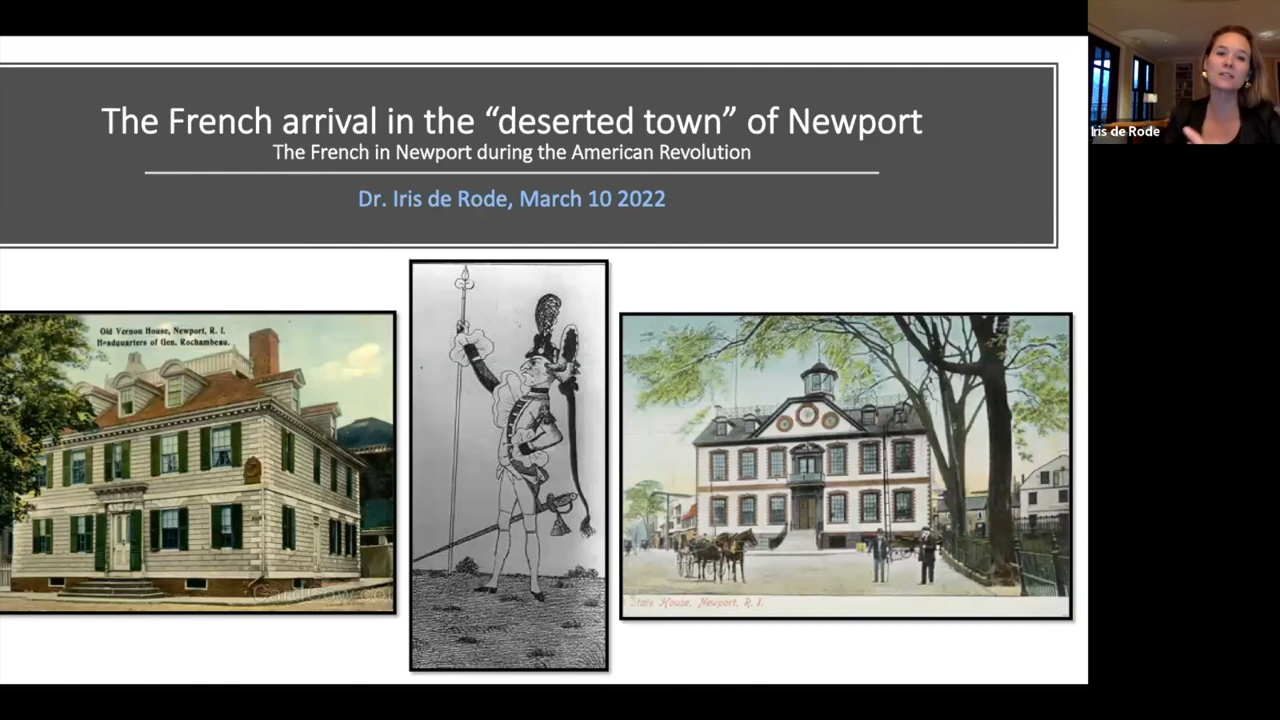 The French arrival in the “deserted town” of Newport
The French in Newport during the American Revolution
Dr. Iris de Rode, March 10 2022
Iris de Rode
Old Vernon House, Newport, R. I.
Headquarters of Gen. Rochambeau.
State House, Newport, R. I.